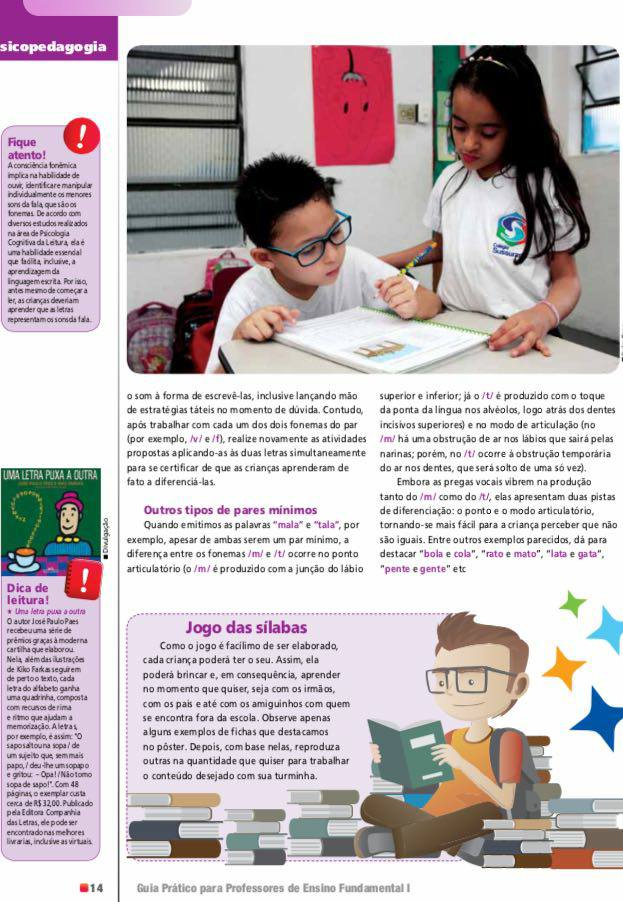 sicopedagogia
Fique
atento!
A consciência fonêmica
implica na habilidade de
ouvir, identificar e manipular
individualmente os menores
sons da fala, que são os
fonemas. De acordo com
diversos estudos realizados
na área de Psicologia
Cognitiva da Leitura, ela é
uma habilidade essencial
que facilita, inclusive, a
aprendizagem da
linguagem escrita. Por isso,
antes mesmo de começar a
ler, as crianças deveriam
aprender que as letras
representam os sons da fala.
!
UMA LETRA PUXA A OUTRA
Divulgação
!
Dica de
leitura!
★ Uma letra puxa a outra
O autor José Paulo Paes
recebeu uma série de
prêmios graças à moderna
cartilha que elaborou.
Nela, além das ilustrações
de Kiko Farkas seguirem
de perto o texto, cada
letra do alfabeto ganha
uma quadrinha, composta
com recursos de rima
e ritmo que ajudam a
memorização. A letra s,
por exemplo, é assim: "O
sapo saltou na sopa / de
um sujeito que, sem mais
papo, / deu-lhe um sopapo
e gritou: – Opa! / Não tomo
sopa de sapo!". Com 48
páginas, o exemplar custa
cerca de R$ 32,00. Publicado
pela Editora Companhia
das Letras, ele pode ser
encontrado nas melhores
livrarias, inclusive as virtuais.
Colégio
o som à forma de escrevê-las, inclusive lançando mão
de estratégias táteis no momento de dúvida. Contudo,
após trabalhar com cada um dos dois fonemas do par
(por exemplo, /v/ e /f), realize novamente as atividades
propostas aplicando-as às duas letras simultaneamente
para se certificar de que as crianças aprenderam de
fato a diferenciá-las.
Outros tipos de pares mínimos
Quando emitimos as palavras "mala" e "tala", por
exemplo, apesar de ambas serem um par mínimo, a
diferença entre os fonemas /m/ e /t/ ocorre no ponto
articulatório (o /m/ é produzido com a junção do lábio
superior e inferior; já o /t/ é produzido com o toque
da ponta da língua nos alvéolos, logo atrás dos dentes
incisivos superiores) e no modo de articulação (no
/m/ há uma obstrução de ar nos lábios que sairá pelas
narinas; porém, no /t/ ocorre à obstrução temporária
do ar nos dentes, que será solto de uma só vez).
Embora as pregas vocais vibrem na produção
tanto do /m/ como do /t/, elas apresentam duas pistas
de diferenciação: o ponto e o modo articulatório,
tornando-se mais fácil para a criança perceber que não
são iguais. Entre outros exemplos parecidos, dá para
destacar "bola e cola", "rato e mato", "lata e gata",
"pente e gente" etc
Jogo das sílabas
Como o jogo é facílimo de ser elaborado,
cada criança poderá ter o seu. Assim, ela
poderá brincar e, em consequência, aprender
no momento que quiser, seja com os irmãos,
com os pais e até com os amiguinhos com quem
se encontra fora da escola. Observe apenas
alguns exemplos de fichas que destacamos
no pôster. Depois, com base nelas, reproduza
outras na quantidade que quiser para trabalhar
o conteúdo desejado com sua turminha.
14
Guia Prático para Professores de Ensino Fundamental I